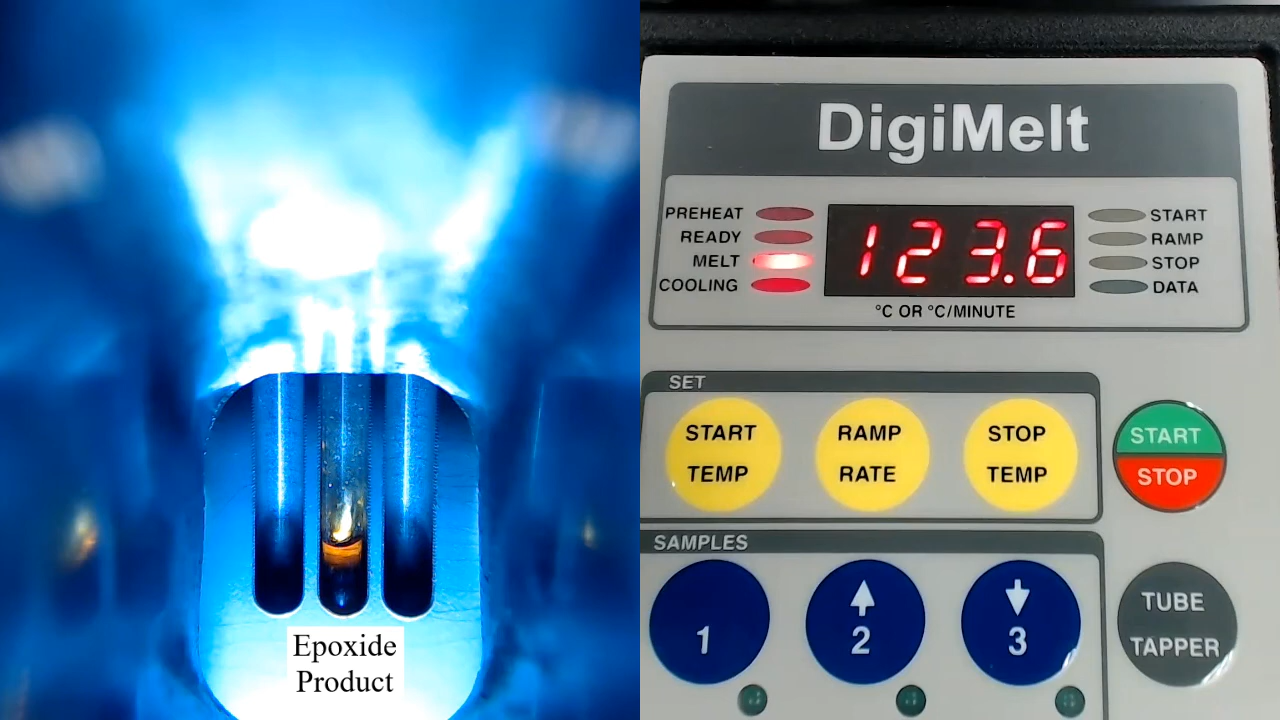 Epoxide
Product
DigiMelt
PREHEAT
READY
MELT
COOLING
123.6
START
RAMP
STOP
DATA
°C OR °C/MINUTE
SET
START
TEMP
RAMP
RATE
STOP
TEMP
START
STOP
SAMPLES
1
2
3
TUBE
TAPPER